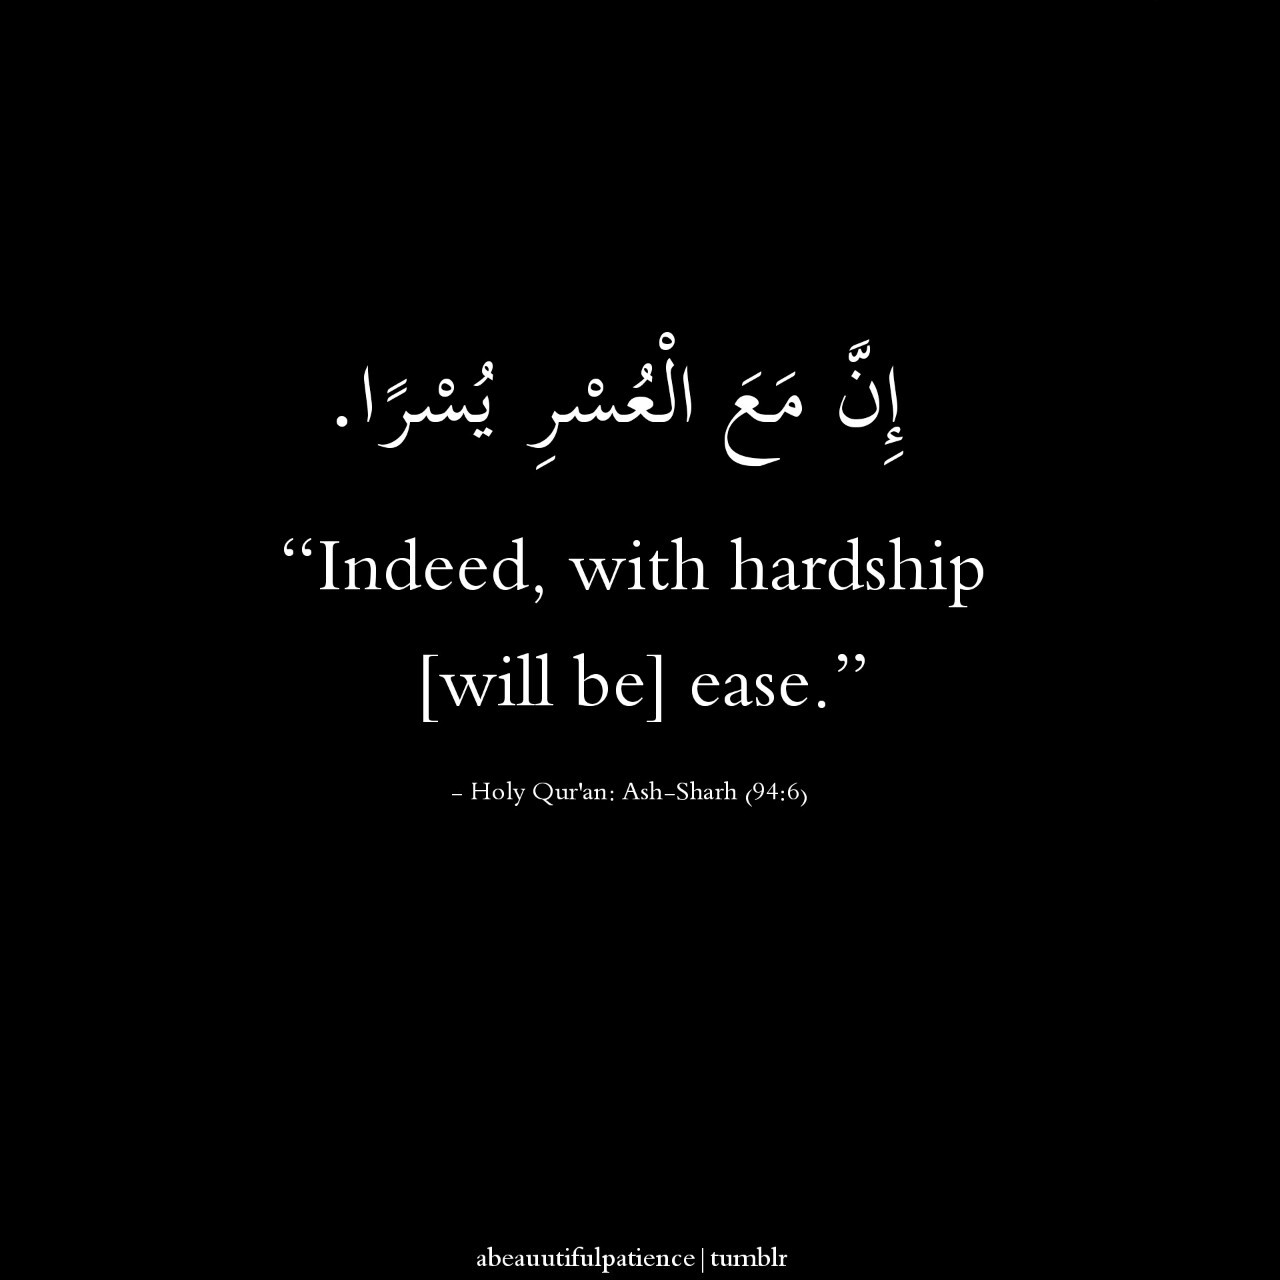 إِنَّ مَعَ الْعُسْرِ يُسْرًا.
“Indeed, with hardship
[will be] ease.”
- Holy Qur'an: Ash-Sharh (94:6)
abeauutifulpatience|tumblr